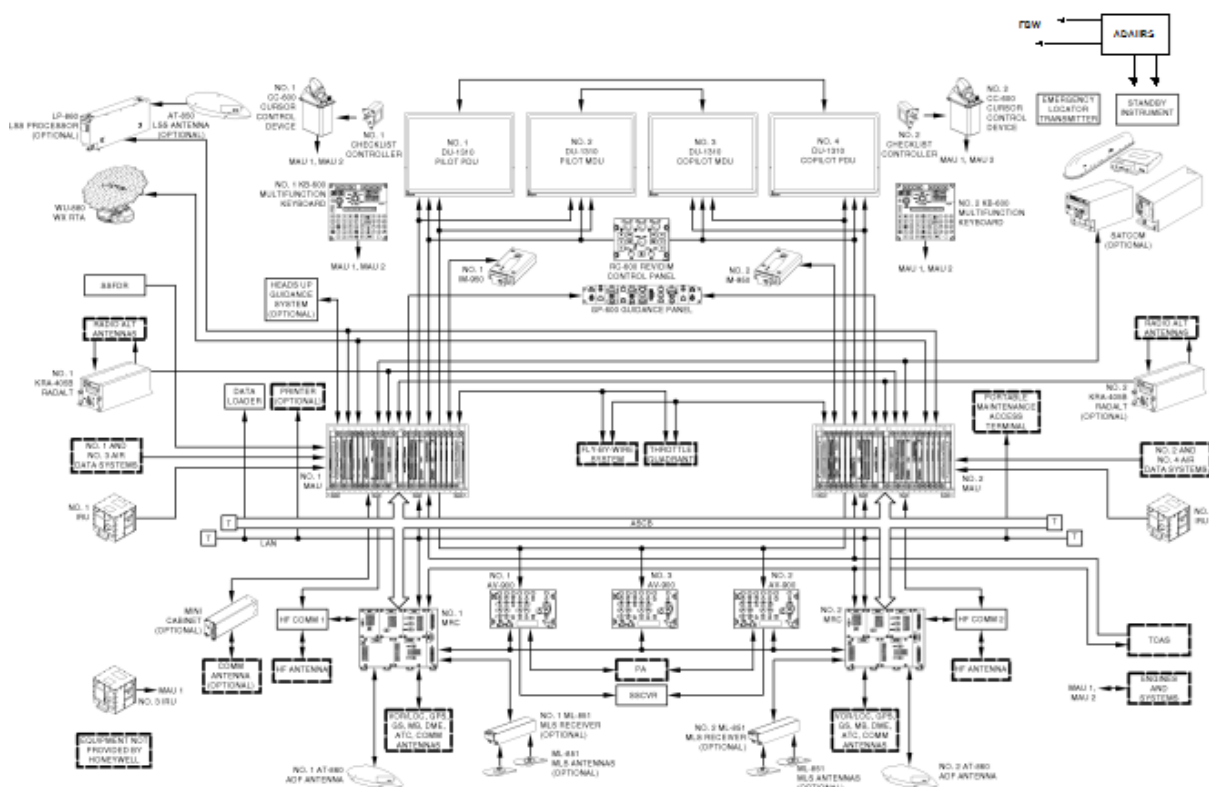 FBW
ADAHRS
LP-860
LSS PROCESSOR
(OPTIONAL)
AT-850
LSS ANTENNA
(OPTIONAL)
NO. 1
CC-600
CURSOR
CONTROL
DEVICE
NO. 1
CHECKLIST
CONTROLLER
MAU 1, MAU 2
NO. 1
DU-1310
PILOT PDU
NO. 2
DU-1310
PILOT MDU
NO. 3
DU-1310
COPILOT MDU
NO. 4
DU-1310
COPILOT PDU
NO. 2
CHECKLIST
CONTROLLER
NO. 2
CC-600
CURSOR
CONTROL
DEVICE
MAU 1, MAU 2
EMERGENCY
LOCATOR
TRANSMITTER
STANDBY
INSTRUMENT
WU-880
WX RTA
NO. 1 KB-600
MULTIFUNCTION
KEYBOARD
MAU 1, MAU 2
NO. 2 KB-600
MULTIFUNCTION
KEYBOARD
MAU 1, MAU 2
SATCOM
(OPTIONAL)
RC-600 REV/DIM
CONTROL PANEL
NO. 1
IM-950
NO. 2
IM-950
GP-600 GUIDANCE PANEL
SSFDR
HEADS UP
GUIDANCE
SYSTEM
(OPTIONAL)
RADIO ALT
ANTENNAS
NO. 1
KRA-405B
RADALT
RADIO ALT
ANTENNAS
NO. 2
KRA-405B
RADALT
(OPTIONAL)
DATA
LOADER
PRINTER
(OPTIONAL)
PORTABLE
MAINTENANCE
ACCESS
TERMINAL
NO. 1 AND
NO. 3 AIR
DATA SYSTEMS
NO. 1
MAU
FLY-BY-WIRE
SYSTEM
THROTTLE
QUADRANT
NO. 2
MAU
NO. 2 AND
NO. 4 AIR
DATA SYSTEMS
NO. 1
IRU
NO.
IRU
T
ASCB
T
T
LAN
T
MINI
CABINET
(OPTIONAL)
HF COMM 1
NO. 1
MRC
NO. 1
AV-900
NO. 3
AV-900
NO. 2
AV-900
NO. 2
MRC
HF COMM 2
TCAS
COMM
ANTENNA
(OPTIONAL)
HF ANTENNA
PA
SSCVR
HF ANTENNA
MAU 1
NO. 3 IRU
MAU 1,
MAU 2
ENGINES
AND
SYSTEMS
VOR/LOC, GPS,
GS, MB, DME,
ATC, COMM
ANTENNAS
NO. 1 ML-851
MLS RECEIVER
(OPTIONAL)
NO. 2 ML-851
MLS RECEIVER
(OPTIONAL)
VOR/LOC, GPS,
GS, MB, DME,
ATC, COMM
ANTENNAS
EQUIPMENT NOT
PROVIDED BY
HONEYWELL
NO. 1 AT-860
ADF ANTENNA
ML-881
MLS ANTENNAS
(OPTIONAL)
MLS ANTENNAS
(OPTIONAL)
NO. 2 AT-860
ADF ANTENNA